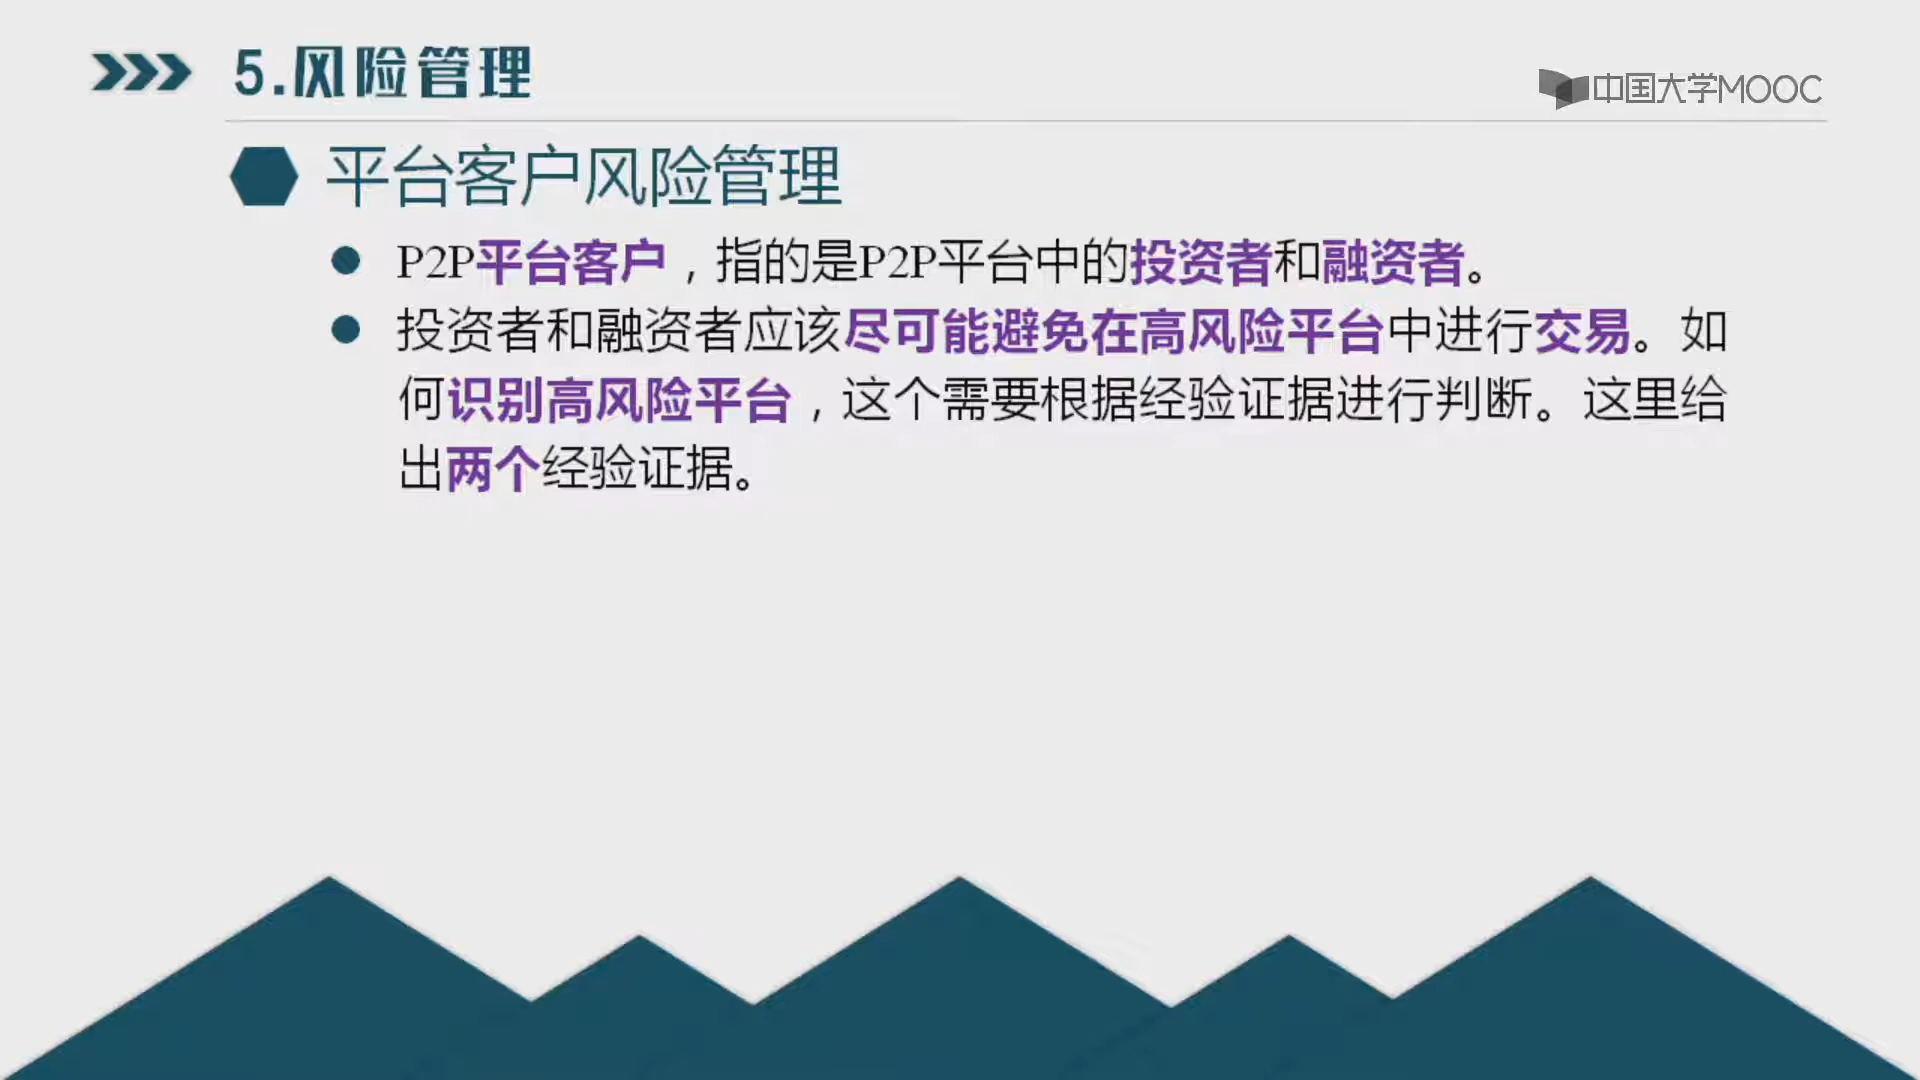 5.风险管理
中国大学MOOC
平台客户风险管理
P2P平台客户，指的是P2P平台中的投资者和融资者。
投资者和融资者应该尽可能避免在高风险平台中进行交易。如
何识别高风险平台，这个需要根据经验证据进行判断。这里给
出两个经验证据。